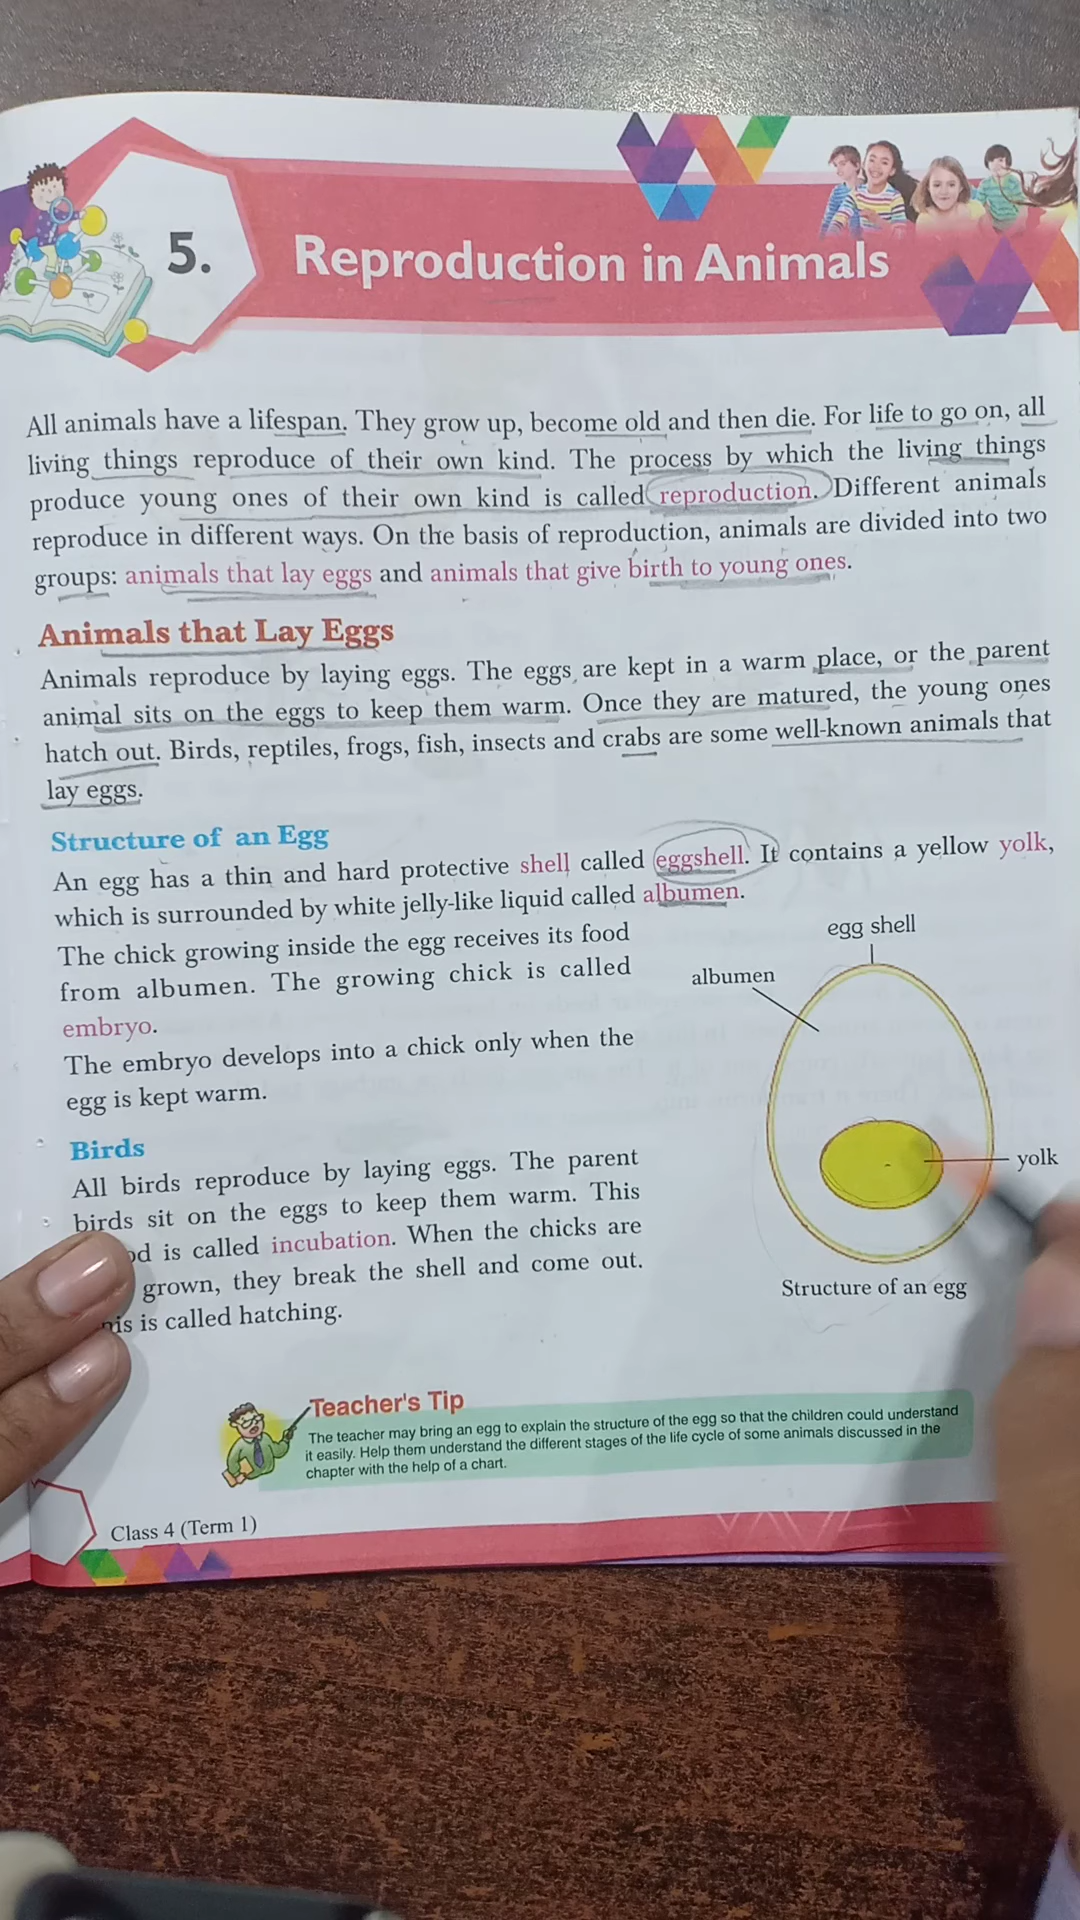 5.
Reproduction in Animals
All animals have a lifespan. They grow up, become old and then die. For life to go on, all
living things reproduce of their own kind. The process by which the living things
produce young ones of their own kind is called reproduction. Different animals
reproduce in different ways. On the basis of reproduction, animals are divided into two
groups: animals that lay eggs and animals that give birth to young ones.
Animals that Lay Eggs
Animals reproduce by laying eggs. The eggs are kept in a warm place, or the parent
animal sits on the eggs to keep them warm. Once they are matured, the young ones
hatch out. Birds, reptiles, frogs, fish, insects and crabs are some well-known animals that
lay eggs.
Structure of an Egg
An egg has a thin and hard protective shell called eggshell. It contains a yellow yolk,
which is surrounded by white jelly-like liquid called albumen.
The chick growing inside the egg receives its food
from albumen. The growing chick is called
embryo.
The embryo develops into a chick only when the
egg is kept warm.
egg shell
albumen
yolk
Structure of an egg
Birds
All birds reproduce by laying eggs. The parent
birds sit on the eggs to keep them warm. This
is called incubation. When the chicks are
grown, they break the shell and come out.
is called hatching.
Teacher's Tip
The teacher may bring an egg to explain the structure of the egg so that the children could understand
it easily. Help them understand the different stages of the life cycle of some animals discussed in the
chapter with the help of a chart.
Class 4 (Term 1)